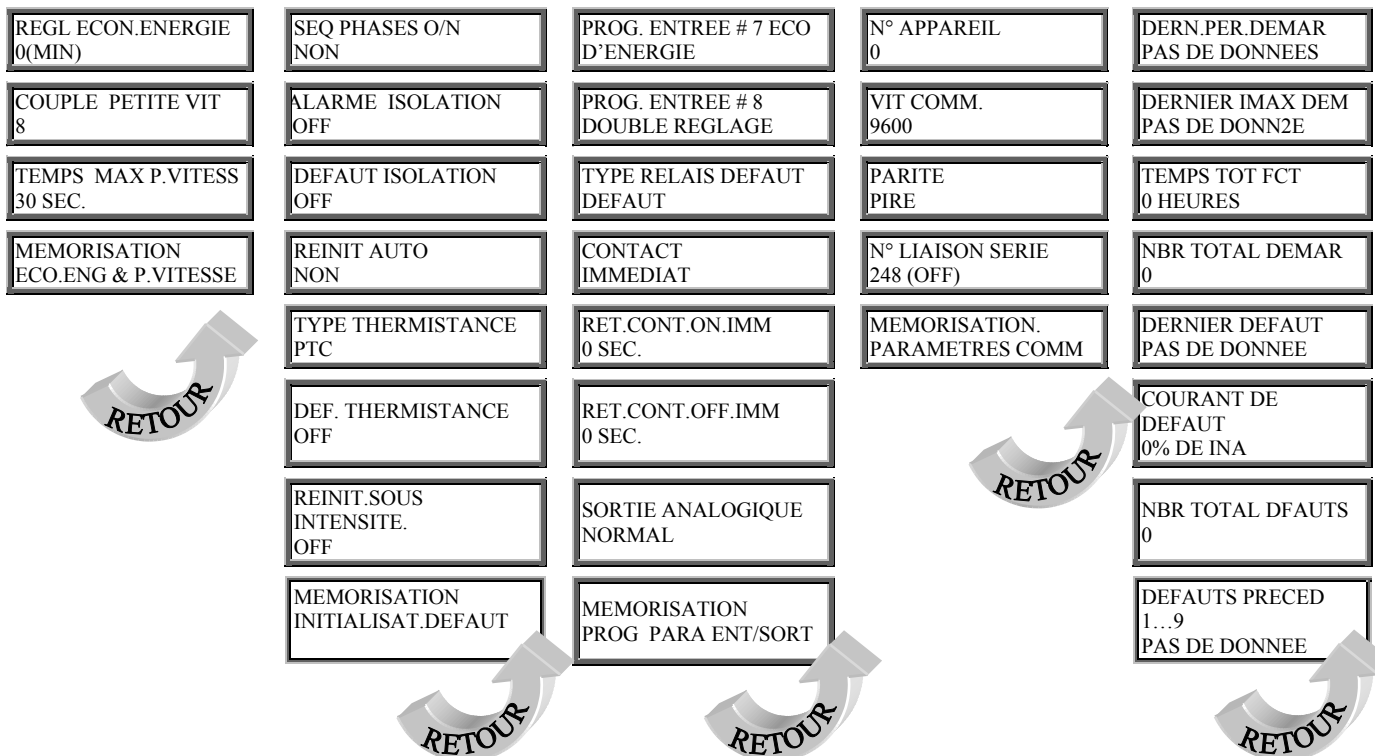 REGL ECON.ENERGIE
0(MIN)
COUPLE PETITE VIT
8
TEMPS MAX P.VITESS
30 SEC.
MEMORISATION
ECO.ENG & P.VITESSE
RETOUR
SEQ PHASES O/N
NON
ALARME ISOLATION
OFF
DEFAUT ISOLATION
OFF
REINIT AUTO
NON
TYPE THERMISTANCE
PTC
DEF. THERMISTANCE
OFF
REINIT.SOUS
INTENSITE.
OFF
MEMORISATION
INITIALISAT.DEFAUT
RETOUR
PROG. ENTREE # 7 ECO
D’ENERGIE
PROG. ENTREE # 8
DOUBLE REGLAGE
TYPE RELAIS DEFAUT
DEFAUT
CONTACT
IMMEDIAT
RET.CONT.ON.IMM
0 SEC.
RET.CONT.OFF.IMM
0 SEC.
SORTIE ANALOGIQUE
NORMAL
MEMORISATION
PROG PARA ENT/SORT
RETOUR
N° APPAREIL
0
VIT COMM.
9600
PARITE
PIRE
N° LIAISON SERIE
248 (OFF)
MEMORISATION.
PARAMETRES COMM
RETOUR
DERN.PER.DEMAR
PAS DE DONNEES
DERNIER IMAX DEM
PAS DE DONN2E
TEMPS TOT FCT
0 HEURES
NBR TOTAL DEMAR
0
DERNIER DEFAUT
PAS DE DONNEE
COURANT DE
DEFAUT
0% DE INA
NBR TOTAL DFAUTS
0
DEFAUTS PRECED
1…9
PAS DE DONNEE
RETOUR